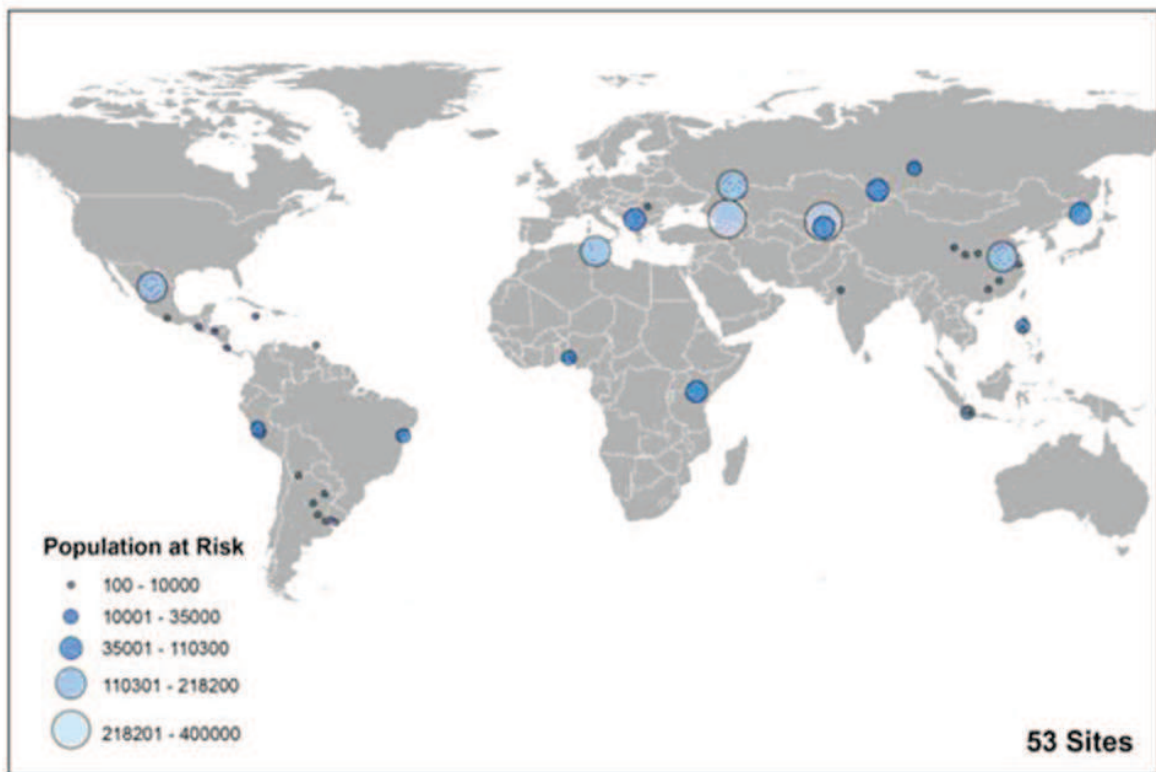 Population at Risk
100 - 10000
10001 - 35000
35001 - 110300
110301 - 218200
218201 - 400000
53 Sites